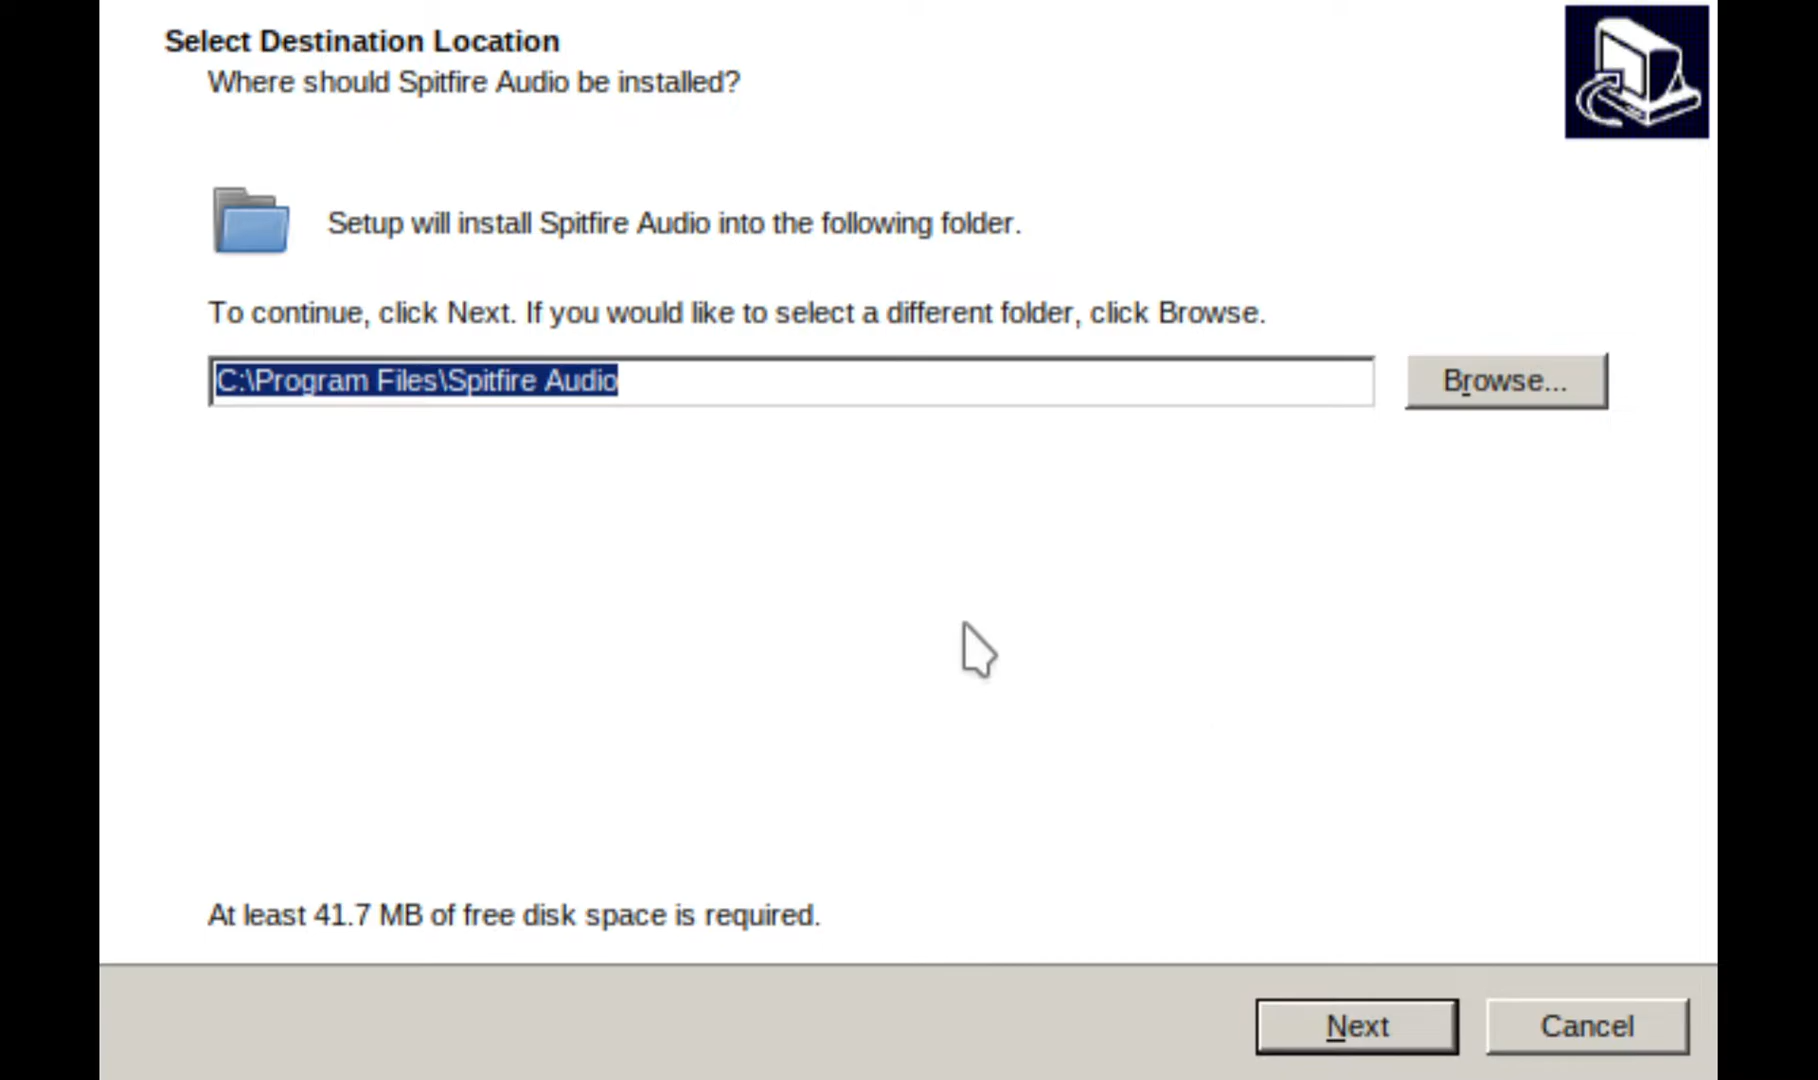 Select Destination Location
Where should Spitfire Audio be installed?
Setup will install Spitfire Audio into the following folder.
To continue, click Next. If you would like to select a different folder, click Browse.
C:\Program Files\Spitfire Audio
Browse...
At least 41.7 MB of free disk space is required.
Next
Cancel